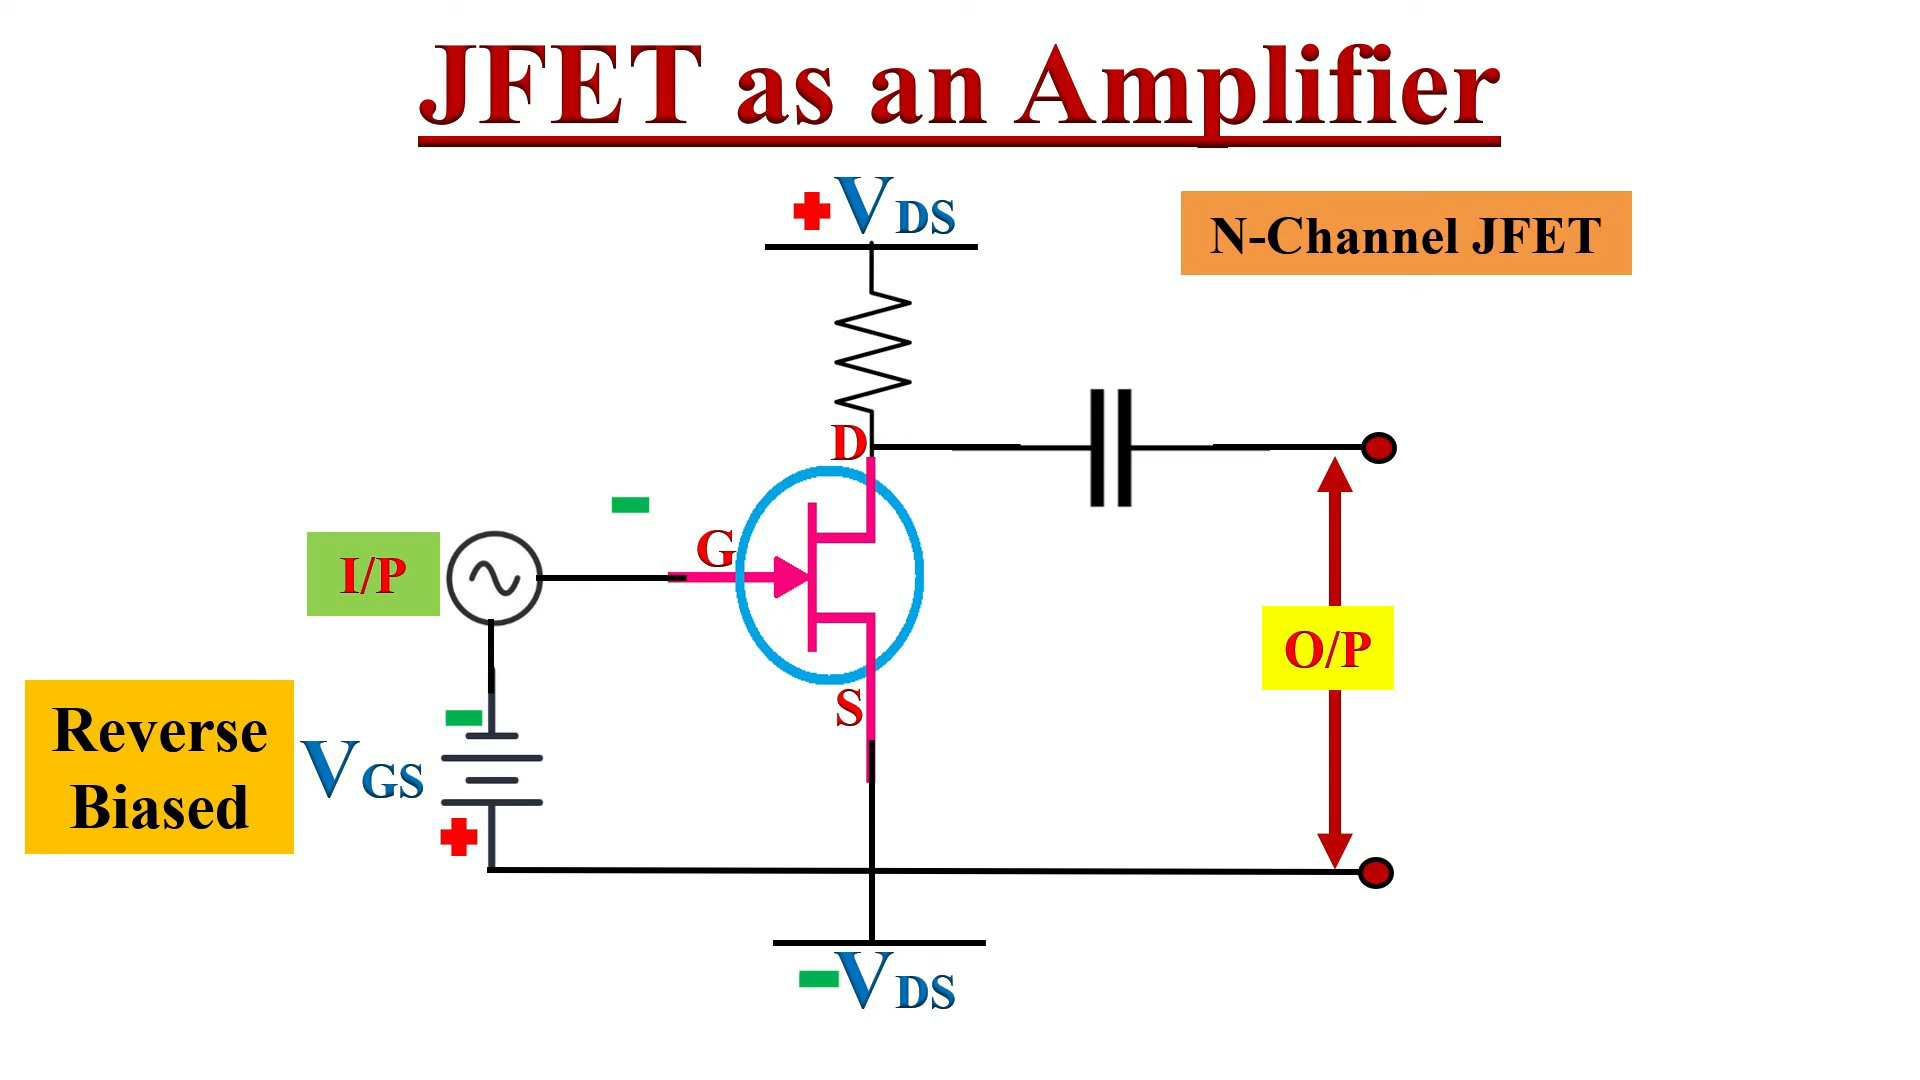 JFET as an Amplifier
+VDS
N-Channel JFET
D
-
G
I/P
O/P
S
Reverse
Biased
-
VGS
+
-VDS